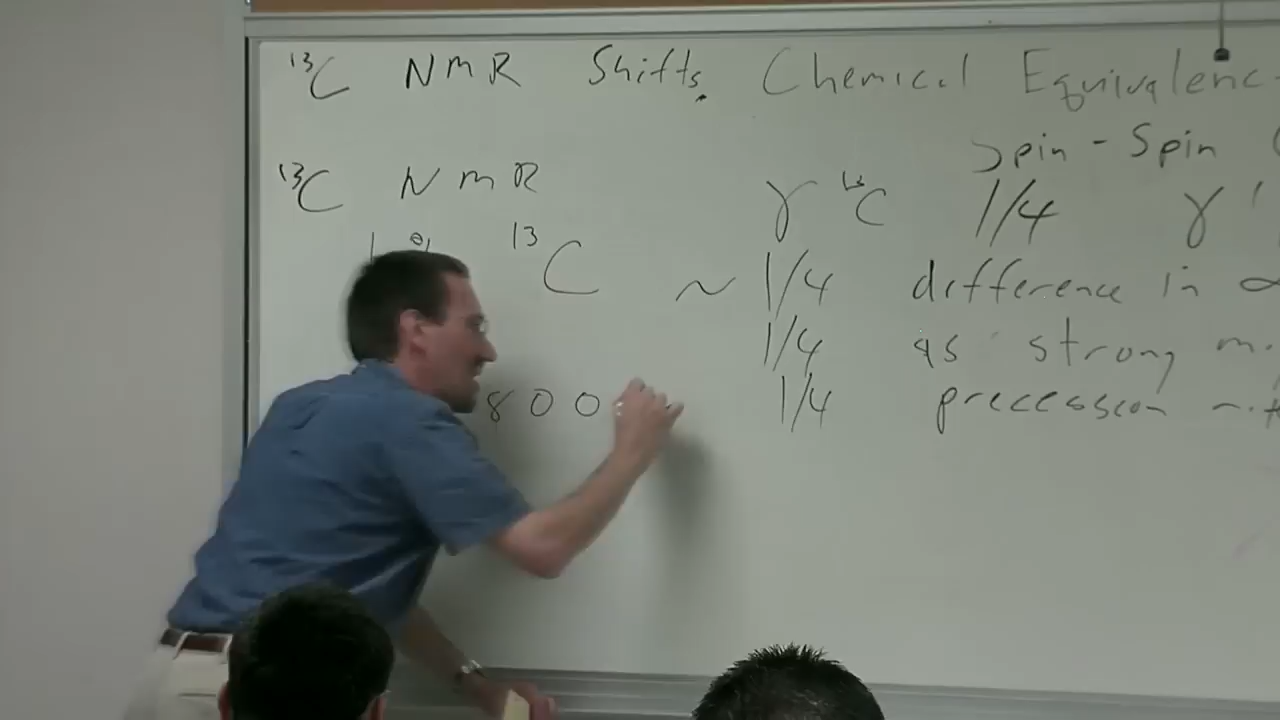 ¹³C NMR Shifts. Chemical Equivalenc
Spin-Spin
¹³C NMR
γ ¹³C 1/4 γ
1% ¹³C ~ 1/4 difference in
1/4 as strong
800 1/4 precession